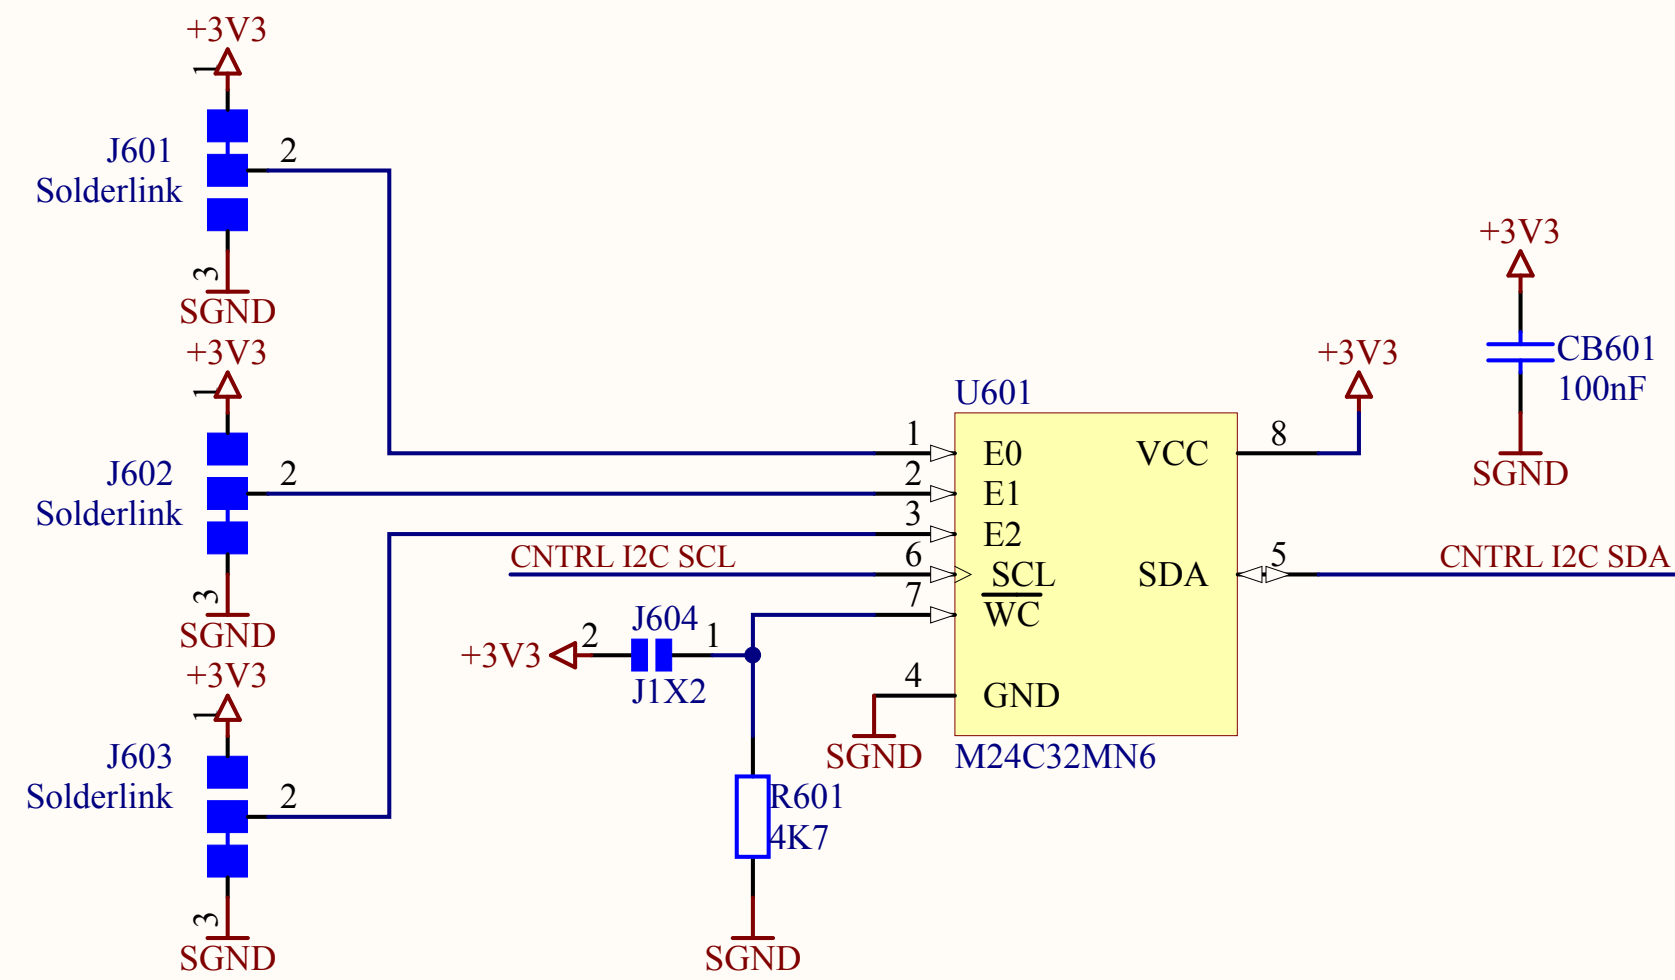 +3V3
1
J601
Solderlink
2
3
SGND
+3V3
1
J602
Solderlink
2
3
SGND
+3V3
1
J603
Solderlink
2
3
SGND
CNTRL I2C SCL
+3V3
2
J604
1
J1X2
R601
4K7
SGND
U601
1
E0
2
E1
3
E2
6
SCL
7
WC
4
GND
SGND
VCC
8
+3V3
SDA
5
CNTRL I2C SDA
M24C32MN6
+3V3
CB601
100nF
SGND